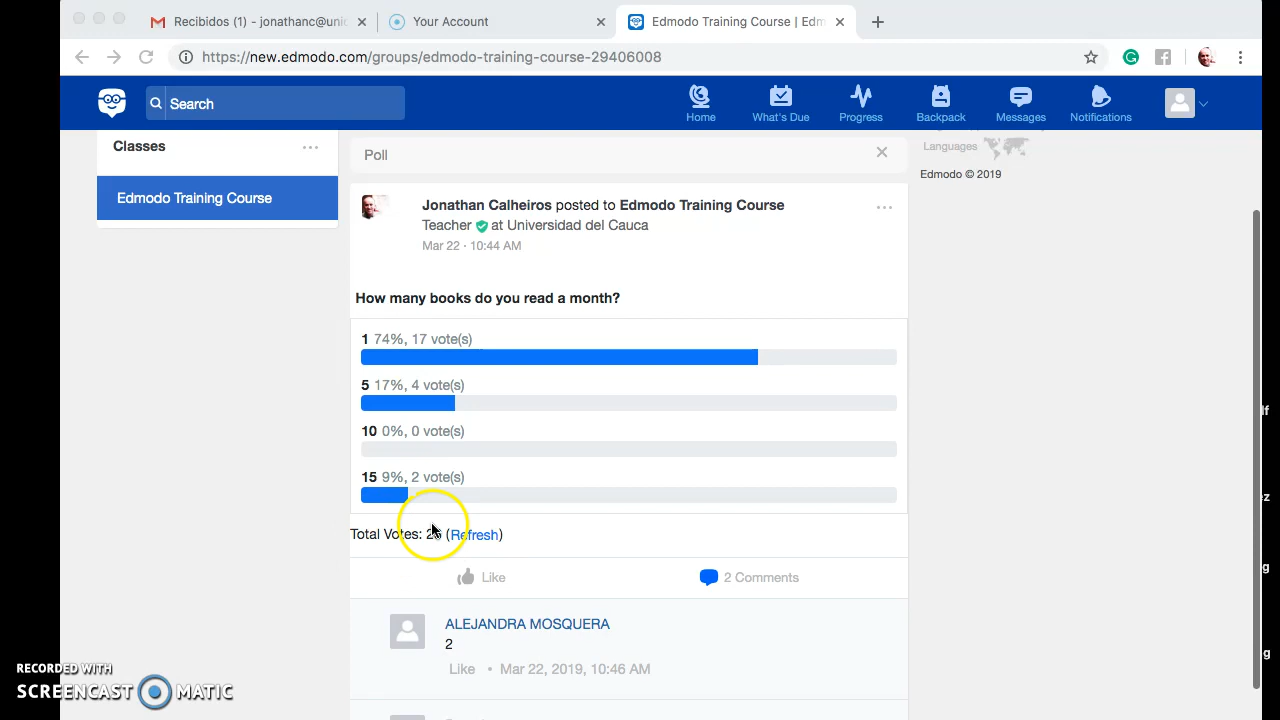 Recibidos (1) - jonathanc@unic
Your Account
Edmodo Training Course | Edm
https://new.edmodo.com/groups/edmodo-training-course-29406008
Search
Home
What's Due
Progress
Backpack
Messages
Notifications
Classes
Edmodo Training Course
Poll
Languages
Edmodo © 2019
Jonathan Calheiros posted to Edmodo Training Course
Teacher at Universidad del Cauca
Mar 22 · 10:44 AM
How many books do you read a month?
1 74%, 17 vote(s)
5 17%, 4 vote(s)
10 0%, 0 vote(s)
15 9%, 2 vote(s)
Total Votes: (Refresh)
Like
2 Comments
ALEJANDRA MOSQUERA
2
Like • Mar 22, 2019, 10:46 AM
RECORDED WITH
SCREENCAST MATIC